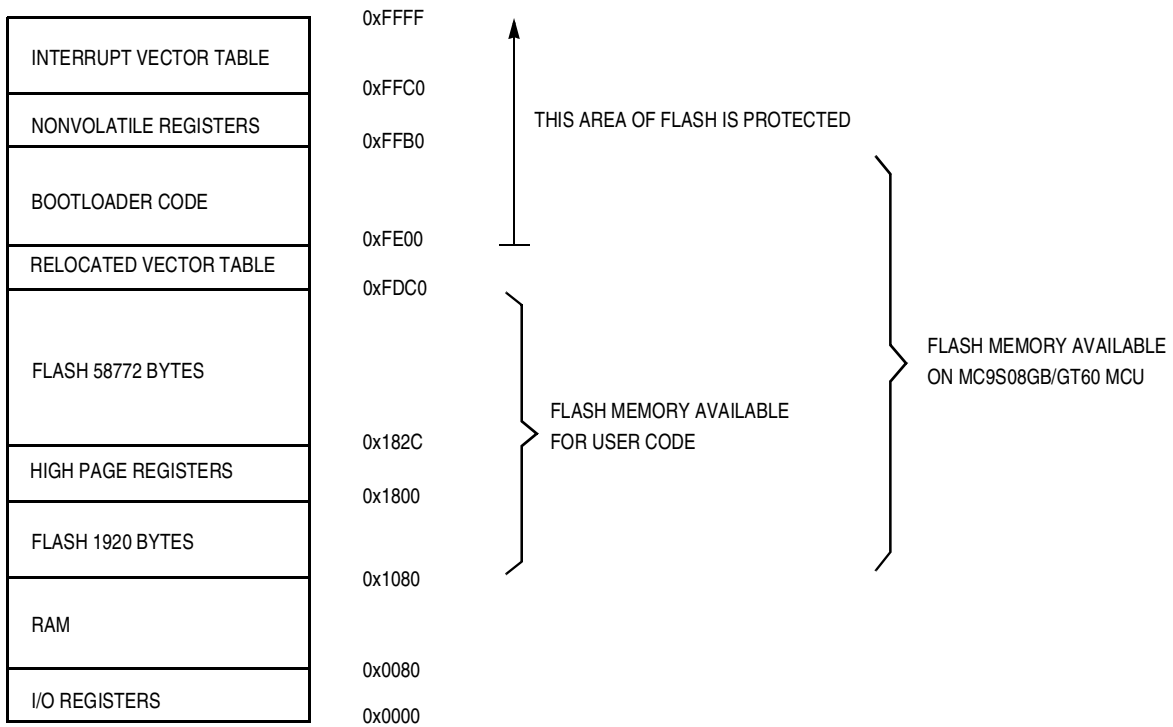 0xFFFF
INTERRUPT VECTOR TABLE
0xFFC0
NONVOLATILE REGISTERS
THIS AREA OF FLASH IS PROTECTED
0xFFB0
BOOTLOADER CODE
0xFE00
RELOCATED VECTOR TABLE
0xFDC0
FLASH 58772 BYTES
FLASH MEMORY AVAILABLE
ON MC9S08GB/GT60 MCU
FLASH MEMORY AVAILABLE
FOR USER CODE
0x182C
HIGH PAGE REGISTERS
0x1800
FLASH 1920 BYTES
0x1080
RAM
0x0080
I/O REGISTERS
0x0000